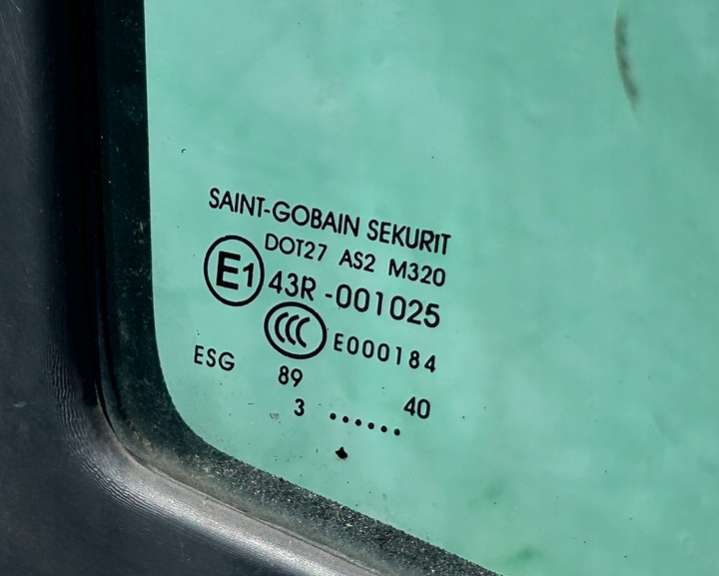 SAINT-GOBAIN SEKURIT
DOT27 AS2 M320
E1 43R -001025
CCC E000184
ESG 89
3 ...... 40